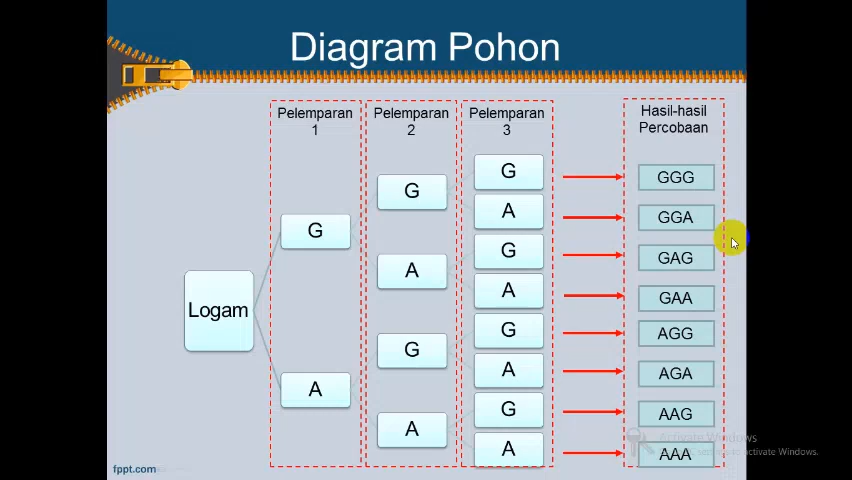 Diagram Pohon
Pelemparan
1
Pelemparan
2
Pelemparan
3
Hasil-hasil
Percobaan
Logam
G
A
G
A
G
A
G
A
G
A
G
A
G
A
GGG
GGA
GAG
GAA
AGG
AGA
AAG
AAA
Activate Windows
to activate Windows.
fppt.com